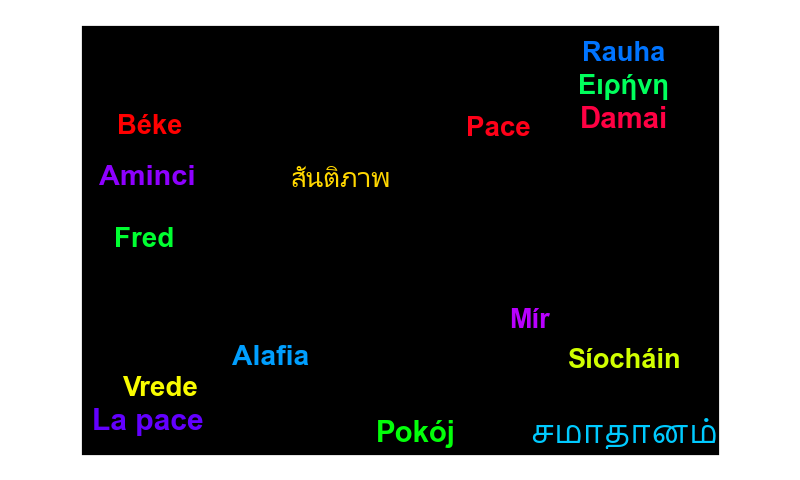 Rauha
Ειρήνη
Damai
Béke
Pace
Aminci
สันติภาพ
Fred
Mír
Alafia
Síocháin
Vrede
La pace
Pokój
சமாதானம்